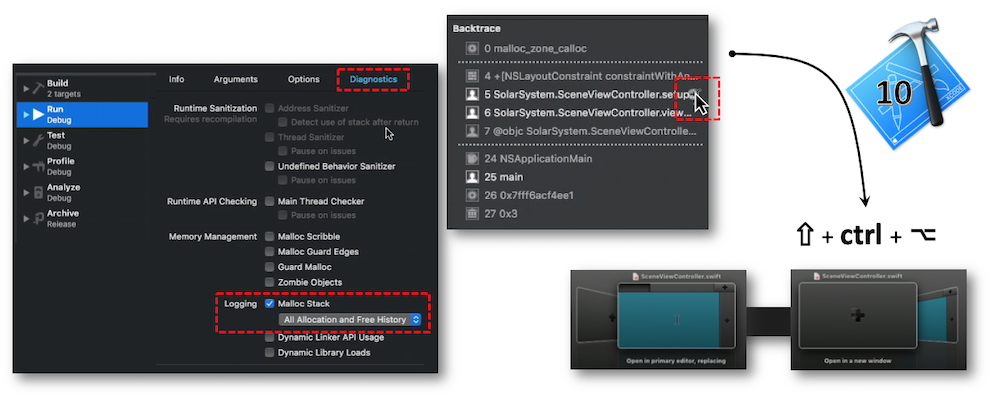 Info
Arguments
Options
Diagnostics
Build
2 targets
Run
Debug
Test
Debug
Profile
Debug
Analyze
Debug
Archive
Release
Runtime Sanitization
Requires recompilation
Address Sanitizer
Detect use of stack after return
Thread Sanitizer
Pause on issues
Undefined Behavior Sanitizer
Pause on issues
Runtime API Checking
Main Thread Checker
Pause on issues
Memory Management
Malloc Scribble
Malloc Guard Edges
Guard Malloc
Zombie Objects
Logging
Malloc Stack
All Allocation and Free History
Dynamic Linker API Usage
Dynamic Library Loads
Backtrace
0 malloc_zone_calloc
4 +[NSLayoutConstraint constraintWithAn...
5 SolarSystem.SceneViewController.setup...
6 SolarSystem.SceneViewController.view...
7 @objc SolarSystem.SceneViewControlle...
24 NSApplicationMain
25 main
26 0x7fff6acf4ee1
27 0x3
10
XCODE
⇧ + ctrl + ⌥
SceneViewController.swift
Open in primary editor, replacing
SceneViewController.swift
Open in a new window